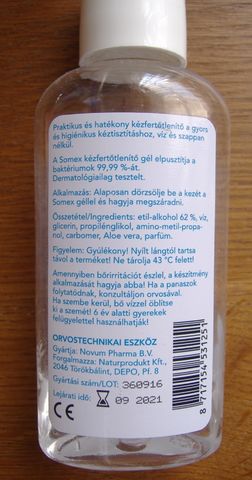 Praktikus és hatékony kézfertőtlenítő a gyors
és higiénikus kéztisztításhoz, víz és szappan
nélkül.
A Somex kézfertőtlenítő gél elpusztítja a
baktériumok 99,99 %-át.
Dermatológiailag tesztelt.
Alkalmazás: Alaposan dörzsölje be a kezét a
Somex géllel és hagyja megszáradni.
Összetétel/Ingredients: etil-alkohol 62 %, víz,
glicerin, propilénglikol, amino-metil-propa-
nol, carbomer, Aloe vera, parfüm.
Figyelem: Gyúlékony! Nyílt lángtól tartsa
távol a terméket! Ne tárolja 43 °C felett!
Amennyiben bőrirritációt észlel, a készítmény
alkalmazását hagyja abba! Ha a panaszok
folytatódnak, konzultáljon orvosával.
Ha szembe kerül, bő vízzel öblítse
ki a szemét! 6 év alatti gyerekek
felügyelettel használhatják!
ORVOSTECHNIKAI ESZKÖZ
Gyártja: Novum Pharma B.V.
Forgalmazza: Naturprodukt Kft.,
2046 Törökbálint, DEPO, Pf. 8
Gyártási szám/LOT: 360916
Lejárati idő: 09 2021
CE
8 717154 531251